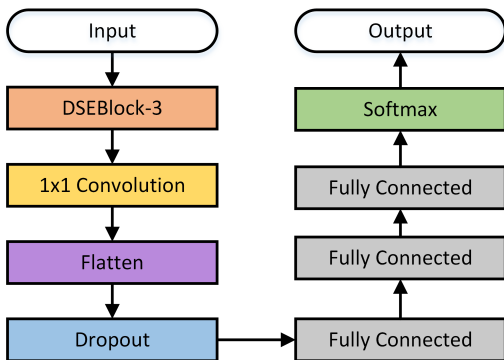 Input
DSEBlock-3
1x1 Convolution
Flatten
Dropout
Fully Connected
Fully Connected
Fully Connected
Softmax
Output